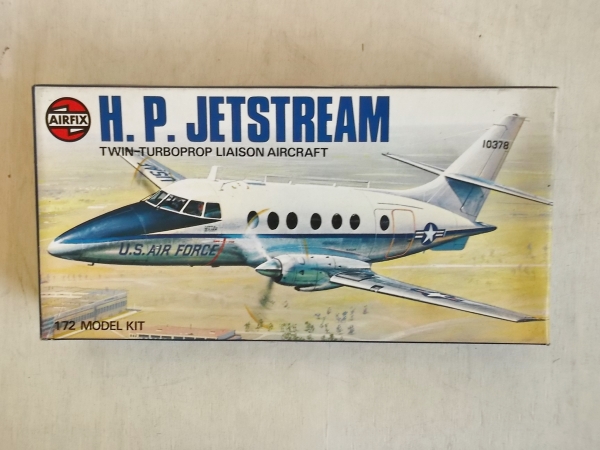 AIRFIX
H. P. JETSTREAM
TWIN-TURBOPROP LIAISON AIRCRAFT
10378
U.S. AIR FORCE
1:72 MODEL KIT